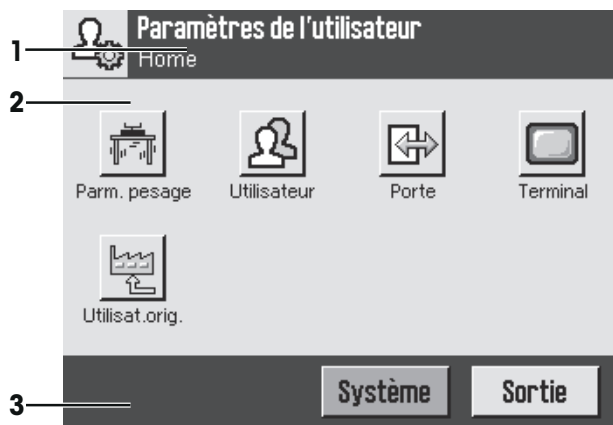 Paramètres de l'utilisateur
1
Home
2
Parm. pesage Utilisateur Porte Terminal
Utilisat.orig.
3
Système Sortie